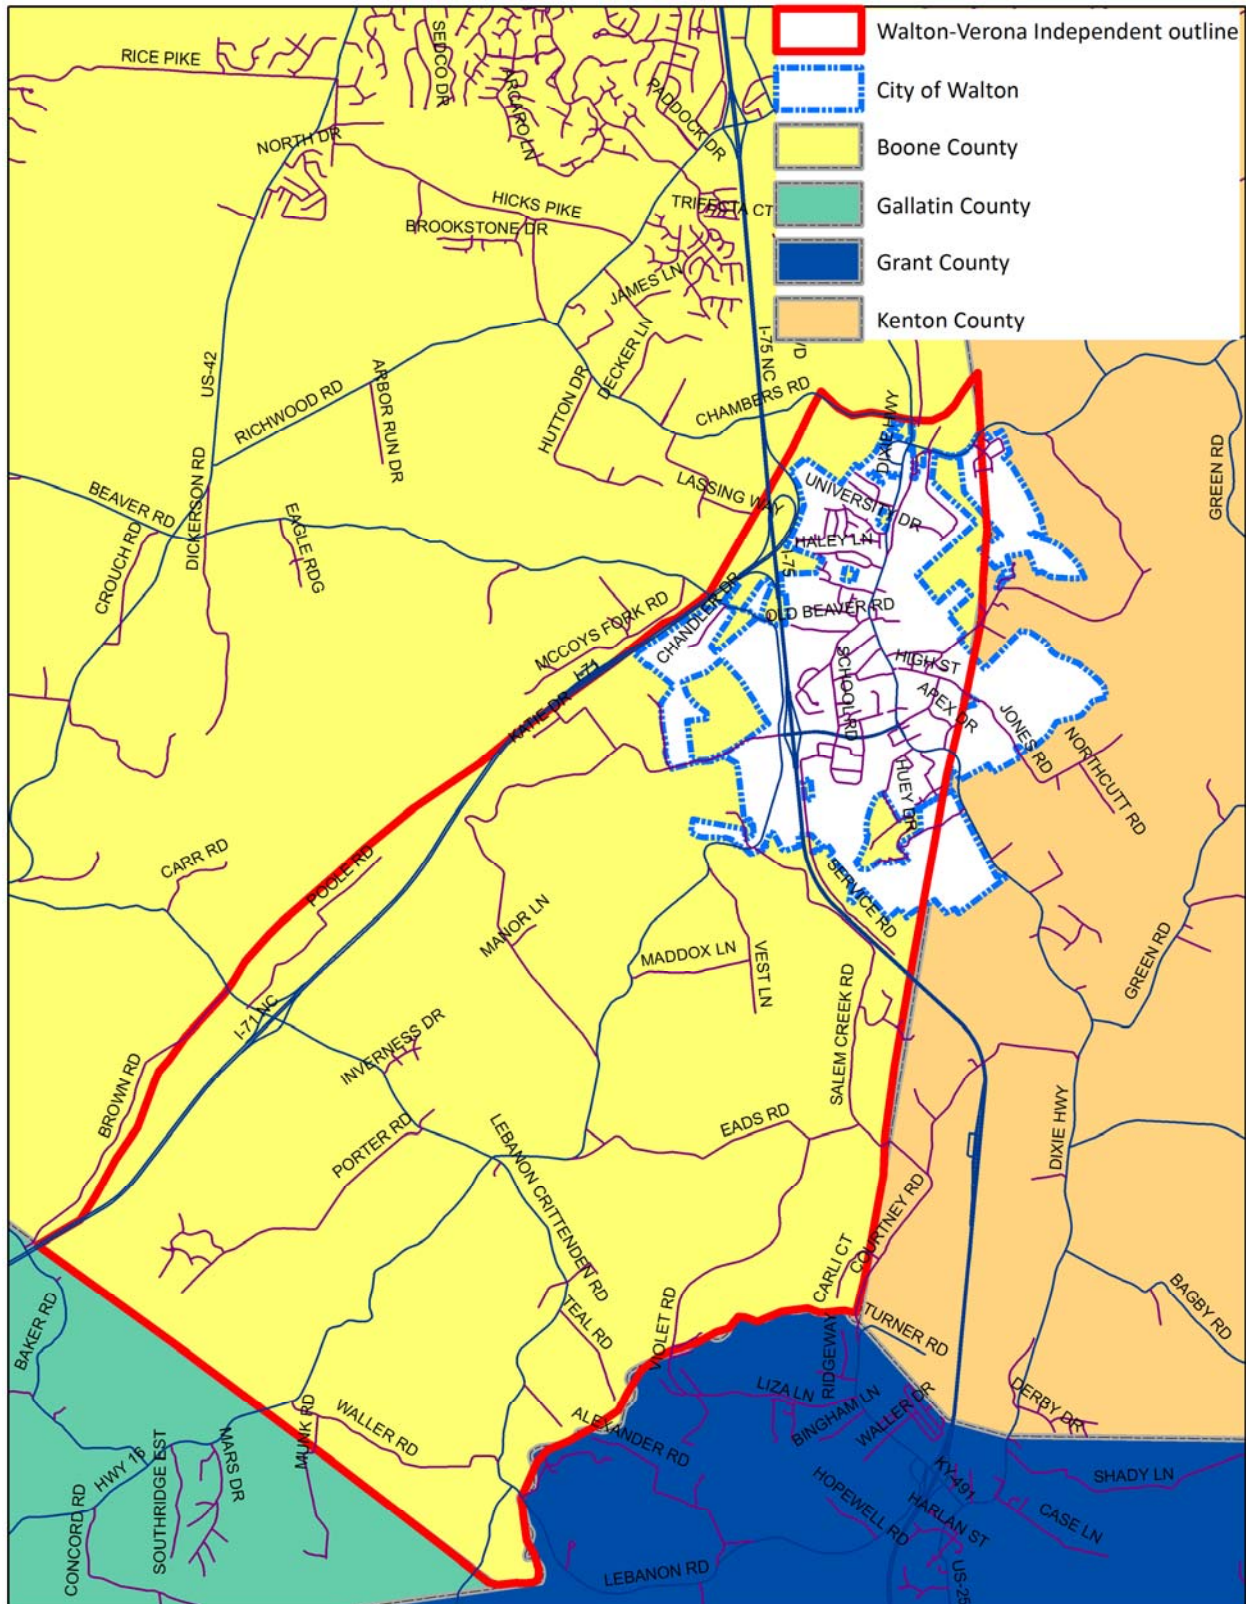 Walton-Verona Independent outline
City of Walton
Boone County
Gallatin County
Grant County
Kenton County
RICE PIKE
SEDCO DR
ARCARO LN
PADDOCK DR
NORTH DR
HICKS PIKE
TRIFECTA CT
BROOKSTONE DR
JAMES LN
DECKER LN
I-75 NC
VD
US-42
ARBOR RUN DR
RICHWOOD RD
HUTTON DR
CHAMBERS RD
DIXIE HWY
GREEN RD
BEAVER RD
DICKERSON RD
CROUCH RD
EAGLE RDG
LASSING WAY
UNIVERSITY DR
HALEY LN
I-75
OLD BEAVER RD
CHANDLER DR
MCCOYS FORK RD
I-71
KATIE DR
SCHOOL RD
HIGH ST
APEX DR
JONES RD
NORTHCUTT RD
HUEY DR
CARR RD
POOLE RD
SERVICE RD
MANOR LN
MADDOX LN
VEST LN
GREEN RD
SALEM CREEK RD
I-71 NC
INVERNESS DR
BROWN RD
PORTER RD
LEBANON CRITTENDEN RD
EADS RD
DIXIE HWY
COURTNEY RD
CARLI CT
BAGBY RD
BAKER RD
TEAL RD
VIOLET RD
RIDGEWAY
TURNER RD
LIZA LN
BINGHAM LN
WALLER DR
DERBY DR
WALLER RD
MUNK RD
ALEXANDER RD
HWY 16
SOUTHRIDGE EST
MARS DR
CONCORD RD
HOPEWELL RD
KY-491
HARLAN ST
SHADY LN
CASE LN
LEBANON RD
US-25